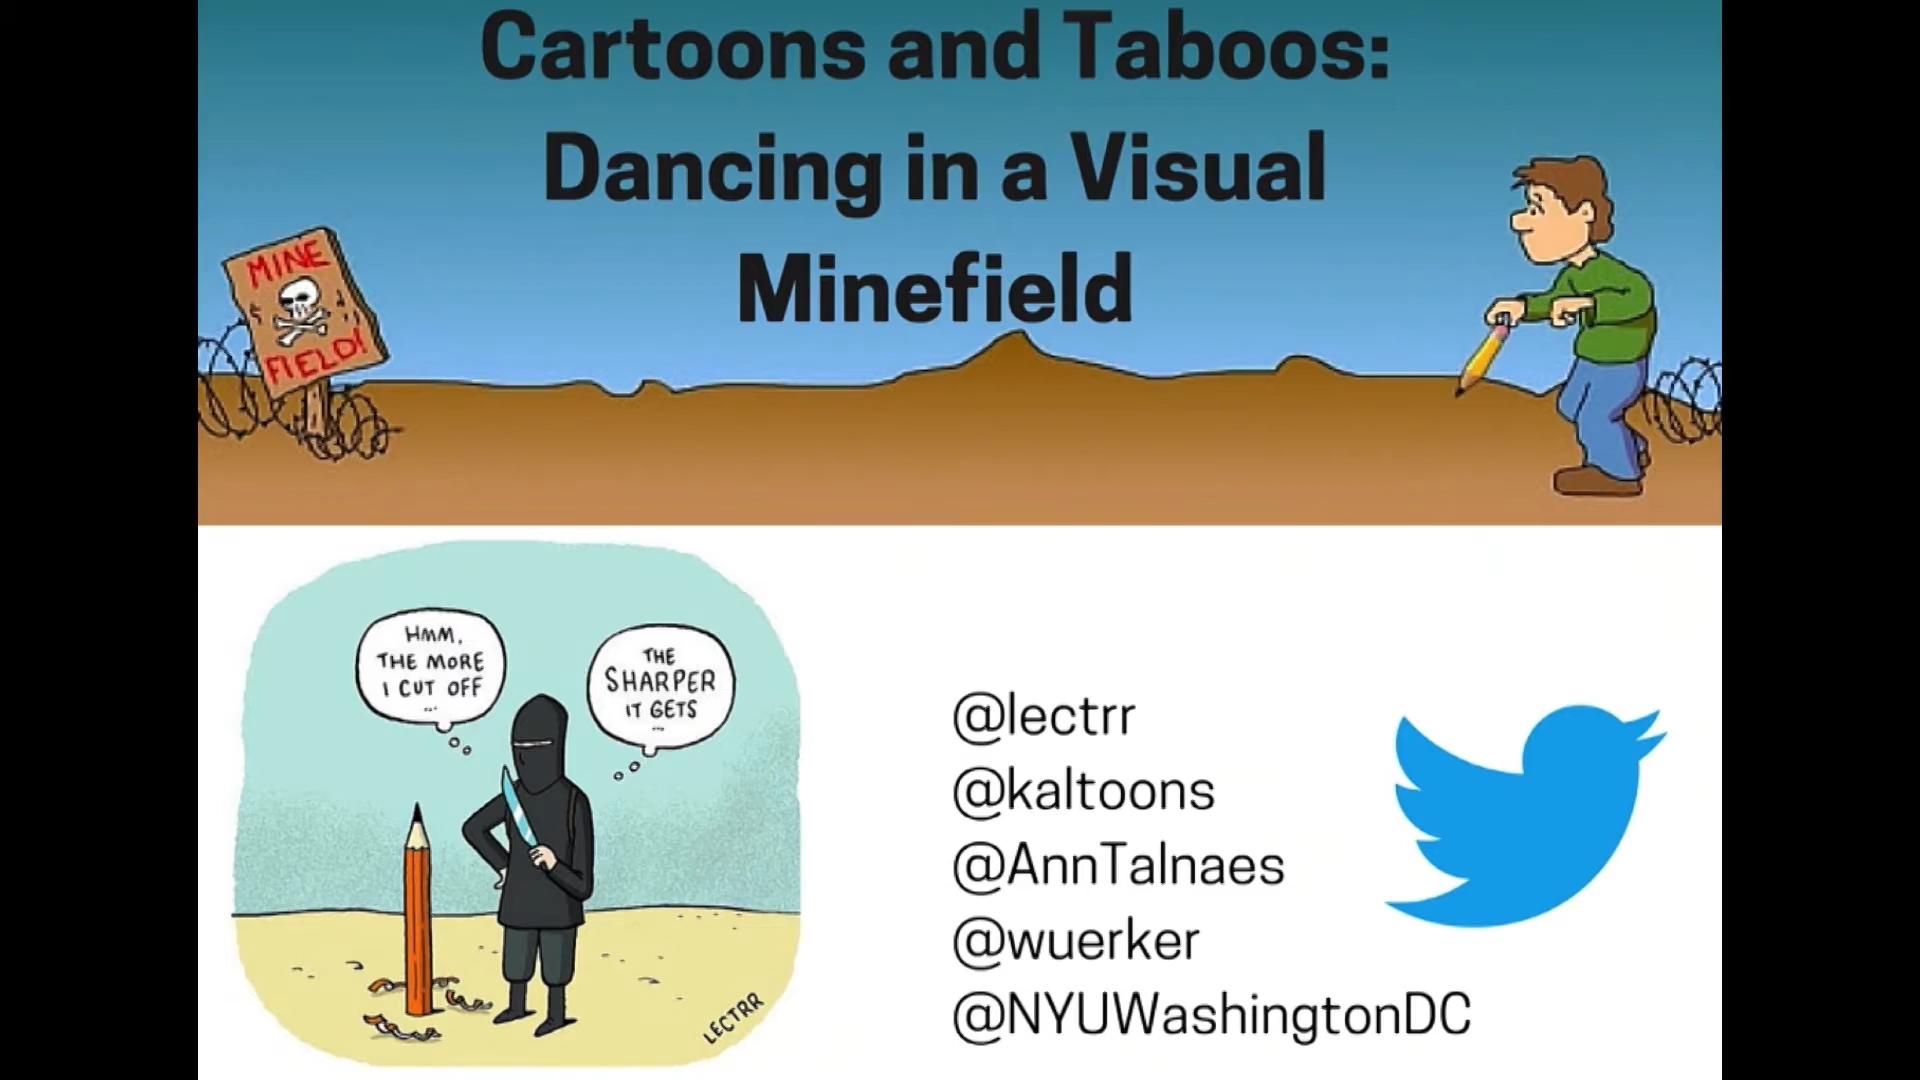 Cartoons and Taboos:
Dancing in a Visual
Minefield
MINE
FIELD!
HMM,
THE MORE
I CUT OFF
...
THE
SHARPER
IT GETS
...
LECTRR
@lectrr
@kaltoons
@AnnTalnaes
@wuerker
@NYUWashingtonDC